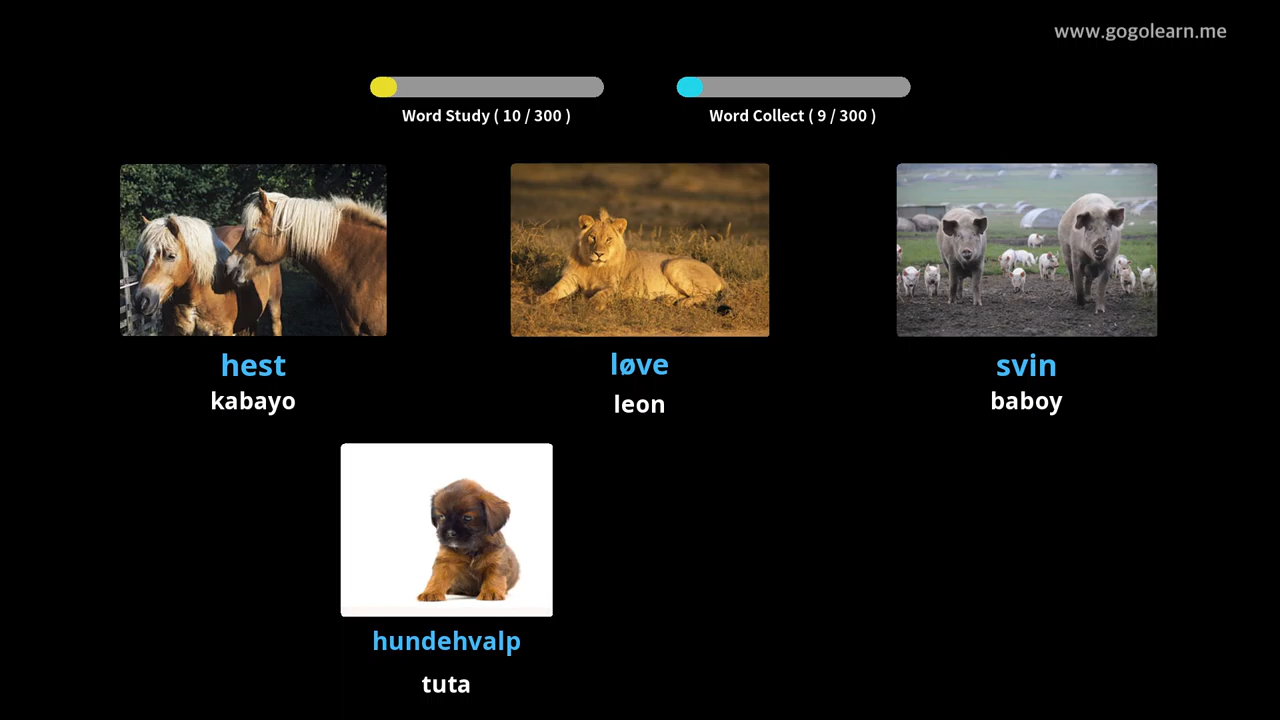 www.gogolearn.me
Word Study ( 10 / 300 )
Word Collect ( 9 / 300 )
hest
kabayo
løve
leon
svin
baboy
hundehvalp
tuta